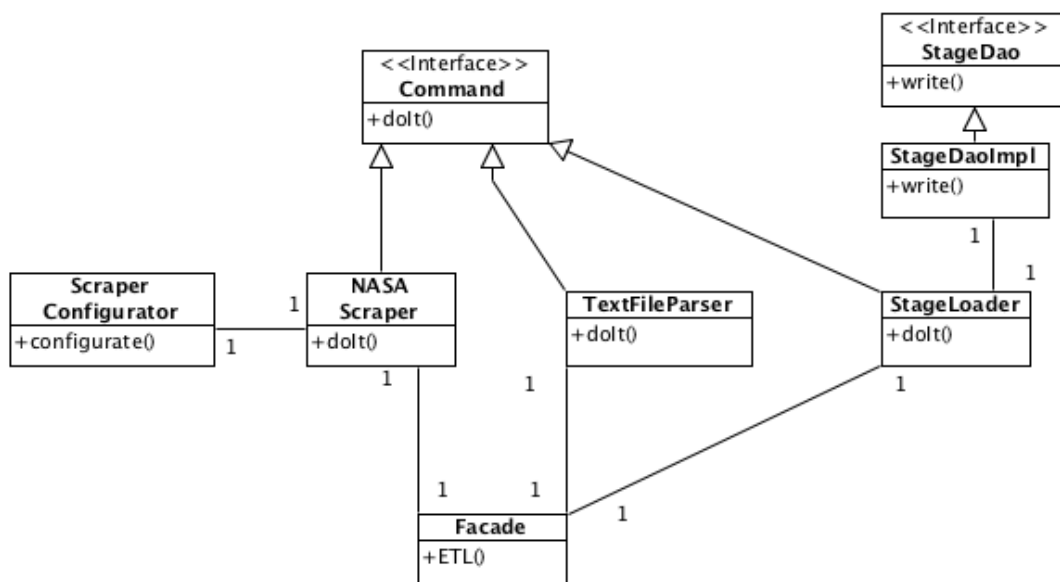 <<Interface>>
StageDao
+write()
<<Interface>>
Command
+doIt()
StageDaoImpl
+write()
1
1
Scraper
Configurator
+configurate()
1
1
NASA
Scraper
+doIt()
TextFileParser
+doIt()
StageLoader
+doIt()
1
1
1
1
1
1
Facade
+ETL()